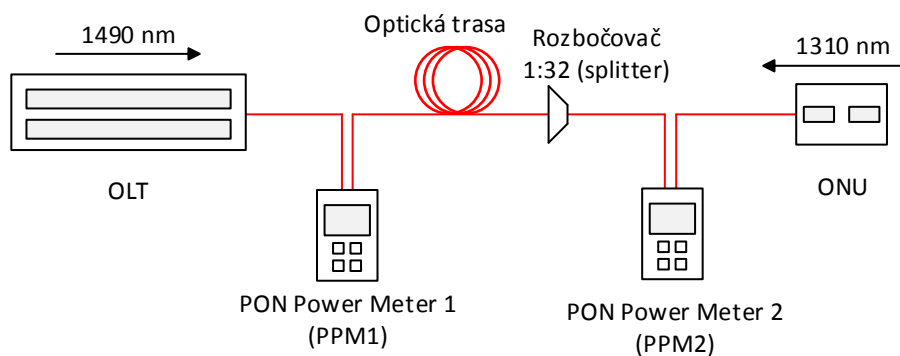 1490 nm
Optická trasa
Rozbočovač
1:32 (splitter)
1310 nm
OLT
ONU
PON Power Meter 1
(PPM1)
PON Power Meter 2
(PPM2)